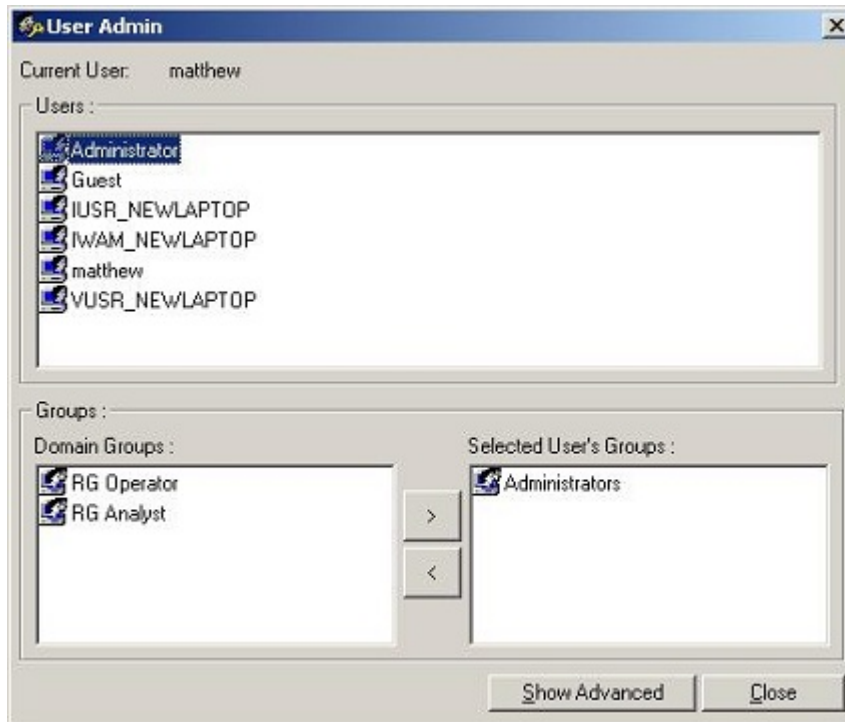 User Admin
Current User: matthew
Users :
Administrator
Guest
IUSR_NEWLAPTOP
IWAM_NEWLAPTOP
matthew
VUSR_NEWLAPTOP
Groups :
Domain Groups :
RG Operator
RG Analyst
>
<
Selected User's Groups :
Administrators
Show Advanced
Close